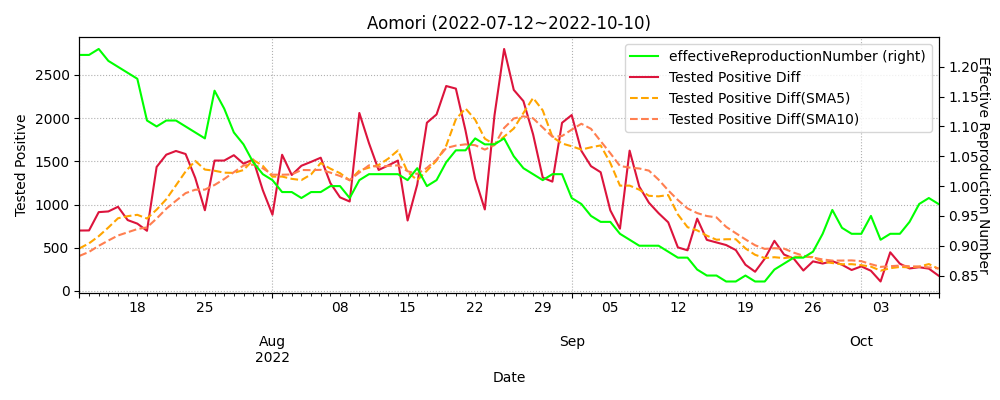 Aomori (2022-07-12~2022-10-10)
effectiveReproductionNumber (right)
Tested Positive Diff
Tested Positive Diff(SMA5)
Tested Positive Diff(SMA10)
Tested Positive
2500
2000
1500
1000
500
0
Effective Reproduction Number
1.20
1.15
1.10
1.05
1.00
0.95
0.90
0.85
18 25 08 15 22 29 05 12 19 26 03
Aug Sep Oct
2022
Date